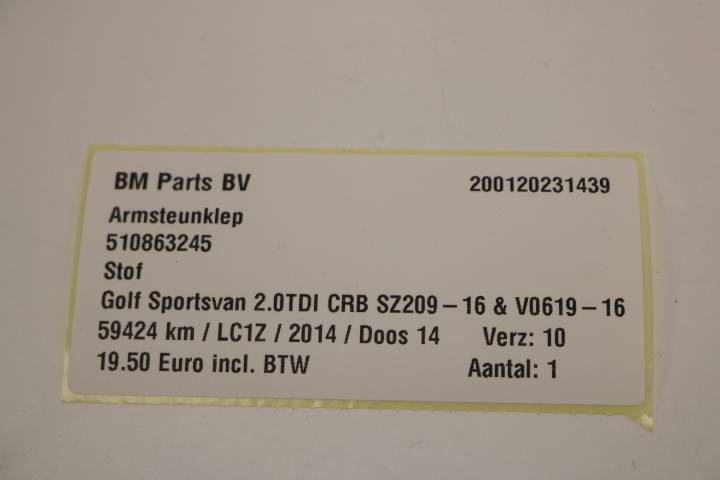 BM Parts BV 200120231439
Armsteunklep
510863245
Stof
Golf Sportsvan 2.0TDI CRB SZ209-16 & V0619-16
59424 km / LC1Z / 2014 / Doos 14 Verz: 10
19.50 Euro incl. BTW Aantal: 1